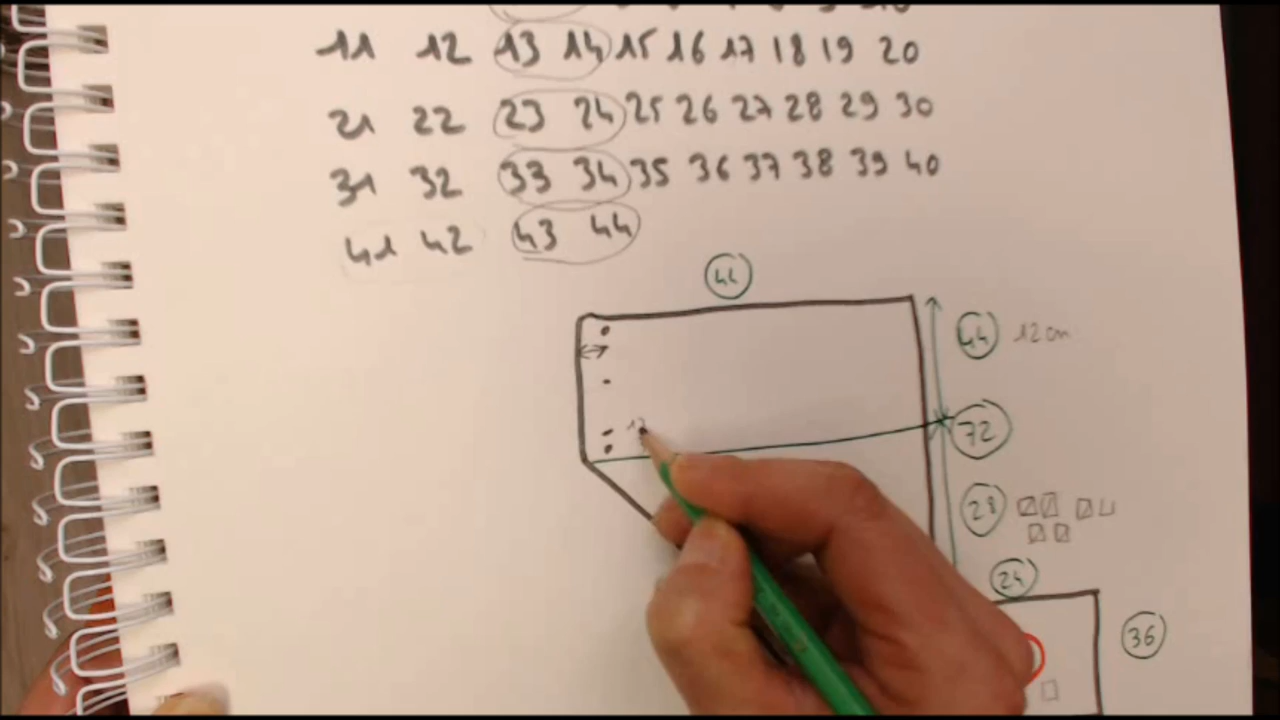 11 12 13 14 15 16 17 18 19 20
21 22 23 24 25 26 27 28 29 30
31 32 33 34 35 36 37 38 39 40
41 42 43 44
44
44 12 cm
72
28
24
36